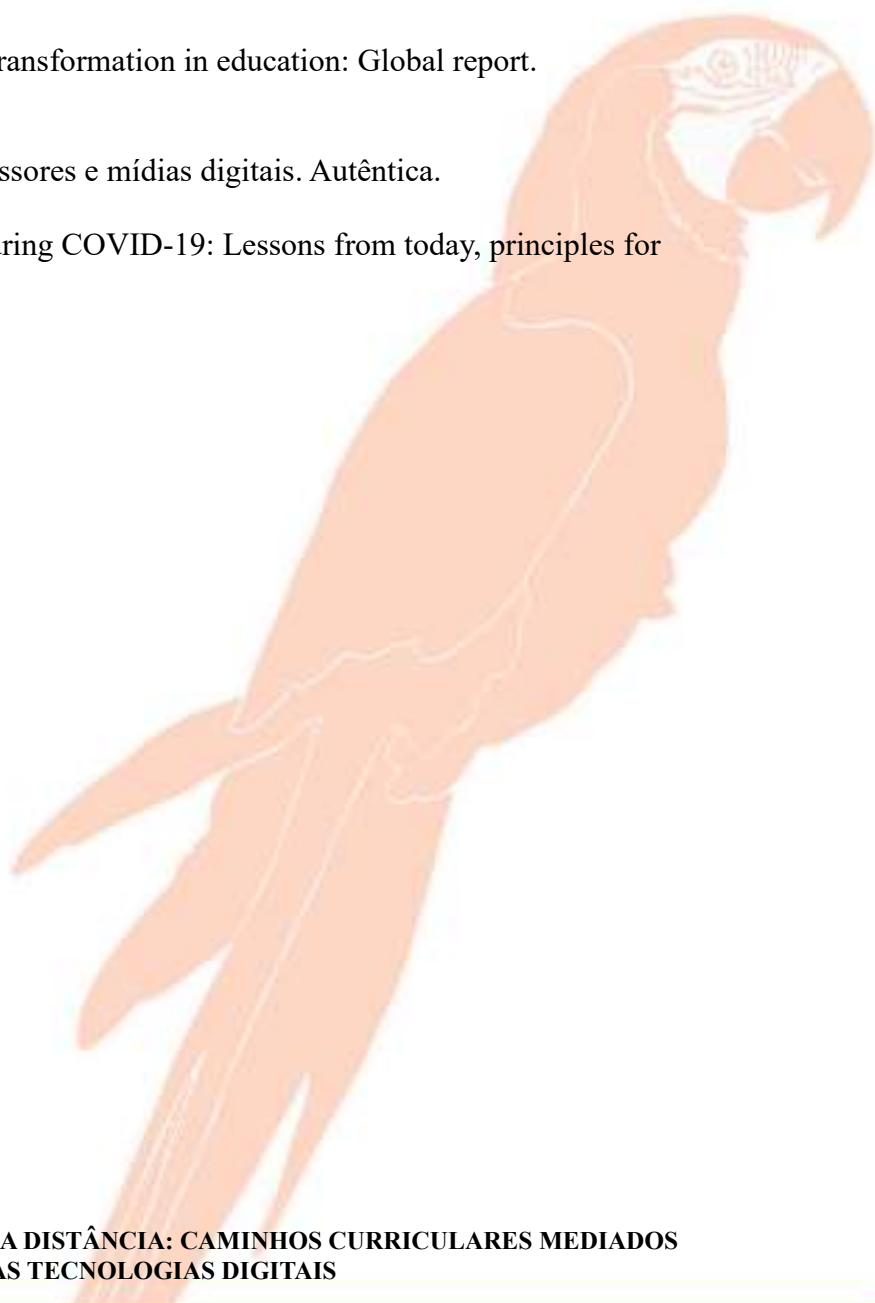 ransformation in education: Global report.
ssores e mídias digitais. Autêntica.
uring COVID-19: Lessons from today, principles for
A DISTÂNCIA: CAMINHOS CURRICULARES MEDIADOS
AS TECNOLOGIAS DIGITAIS